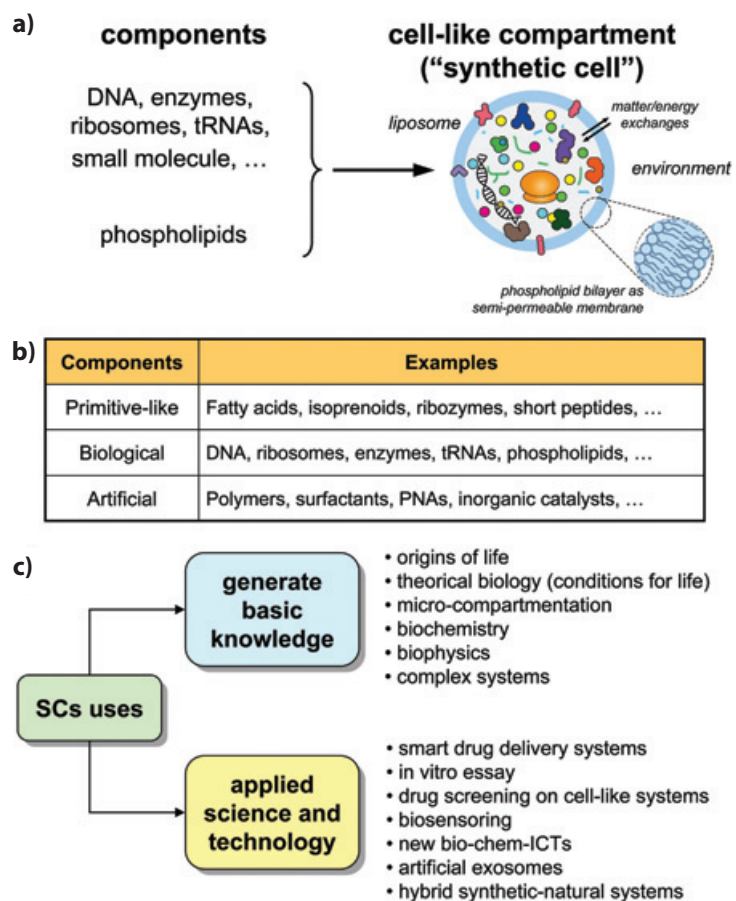 a)
components
DNA, enzymes,
ribosomes, tRNAs,
small molecule, ...
phospholipids
cell-like compartment
(“synthetic cell”)
liposome
matter/energy
exchanges
environment
phospholipid bilayer as
semi-permeable membrane
b)
Components Examples
Primitive-like Fatty acids, isoprenoids, ribozymes, short peptides, ...
Biological DNA, ribosomes, enzymes, tRNAs, phospholipids, ...
Artificial Polymers, surfactants, PNAs, inorganic catalysts, ...
c)
SCs uses
generate
basic
knowledge
• origins of life
• theorical biology (conditions for life)
• micro-compartmentation
• biochemistry
• biophysics
• complex systems
applied
science and
technology
• smart drug delivery systems
• in vitro essay
• drug screening on cell-like systems
• biosensoring
• new bio-chem-ICTs
• artificial exosomes
• hybrid synthetic-natural systems